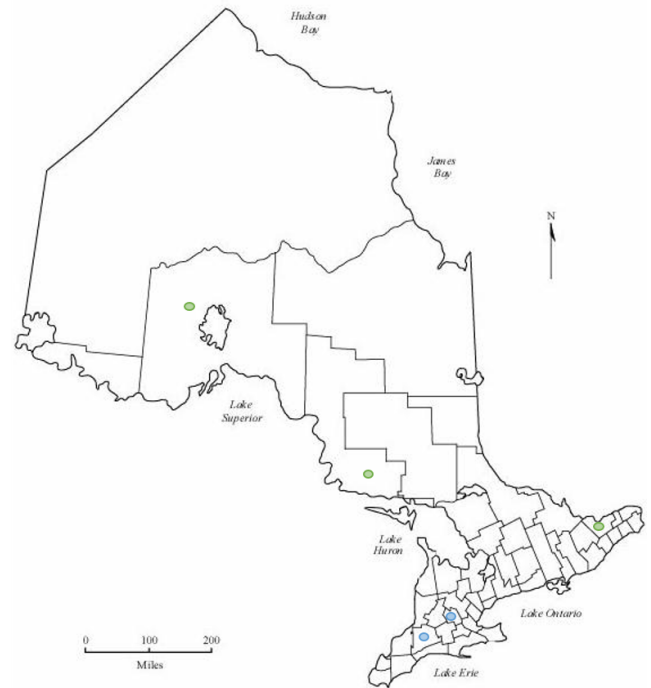 Hudson
Bay
James
Bay
N
Lake
Superior
Lake
Huron
Lake Ontario
0 100 200
Miles
Lake Erie